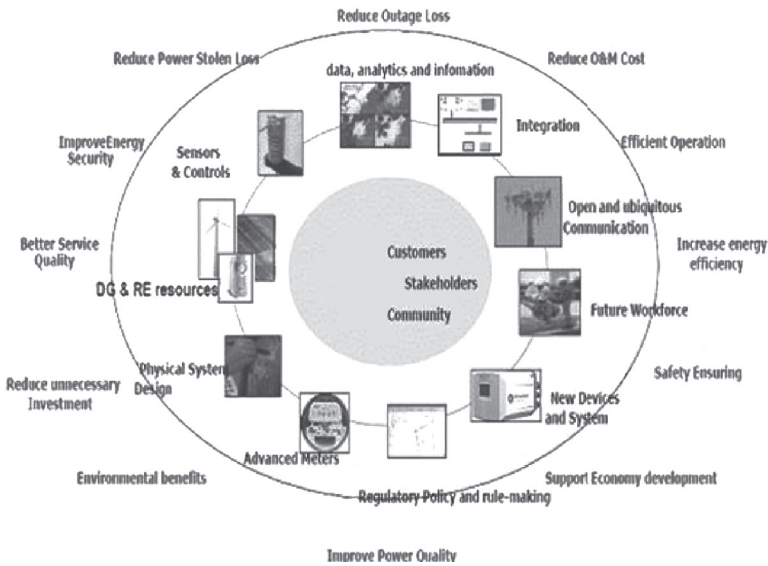 Reduce Outage Loss
Reduce Power Stolen Loss
Reduce O&M Cost
data, analytics and infomation
Integration
ImproveEnergy
Security
Sensors
& Controls
Efficient Operation
Open and ubiquitous
Communication
Better Service
Quality
Customers
Stakeholders
Community
Increase energy
efficiency
DG & RE resources
Future Workforce
Physical System
Design
Reduce unnecessary
Investment
Safety Ensuring
New Devices
and System
Advanced Meters
Environmental benefits
Regulatory Policy and rule-making
Support Economy development
Improve Power Quality